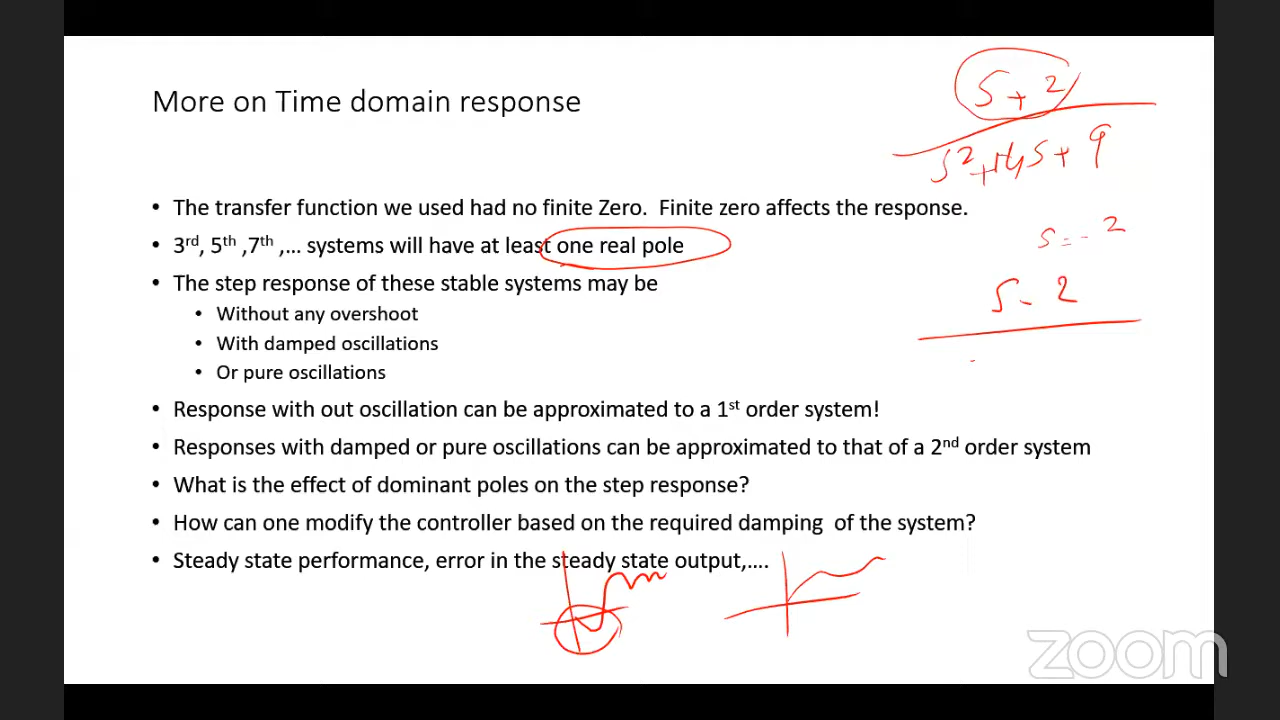 More on Time domain response
S + 2
S = - 2
S - 2
• The transfer function we used had no finite Zero. Finite zero affects the response.
• 3rd, 5th ,7th ,... systems will have at least one real pole
• The step response of these stable systems may be
• Without any overshoot
• With damped oscillations
• Or pure oscillations
• Response with out oscillation can be approximated to a 1st order system!
• Responses with damped or pure oscillations can be approximated to that of a 2nd order system
• What is the effect of dominant poles on the step response?
• How can one modify the controller based on the required damping of the system?
• Steady state performance, error in the steady state output,....
zoom